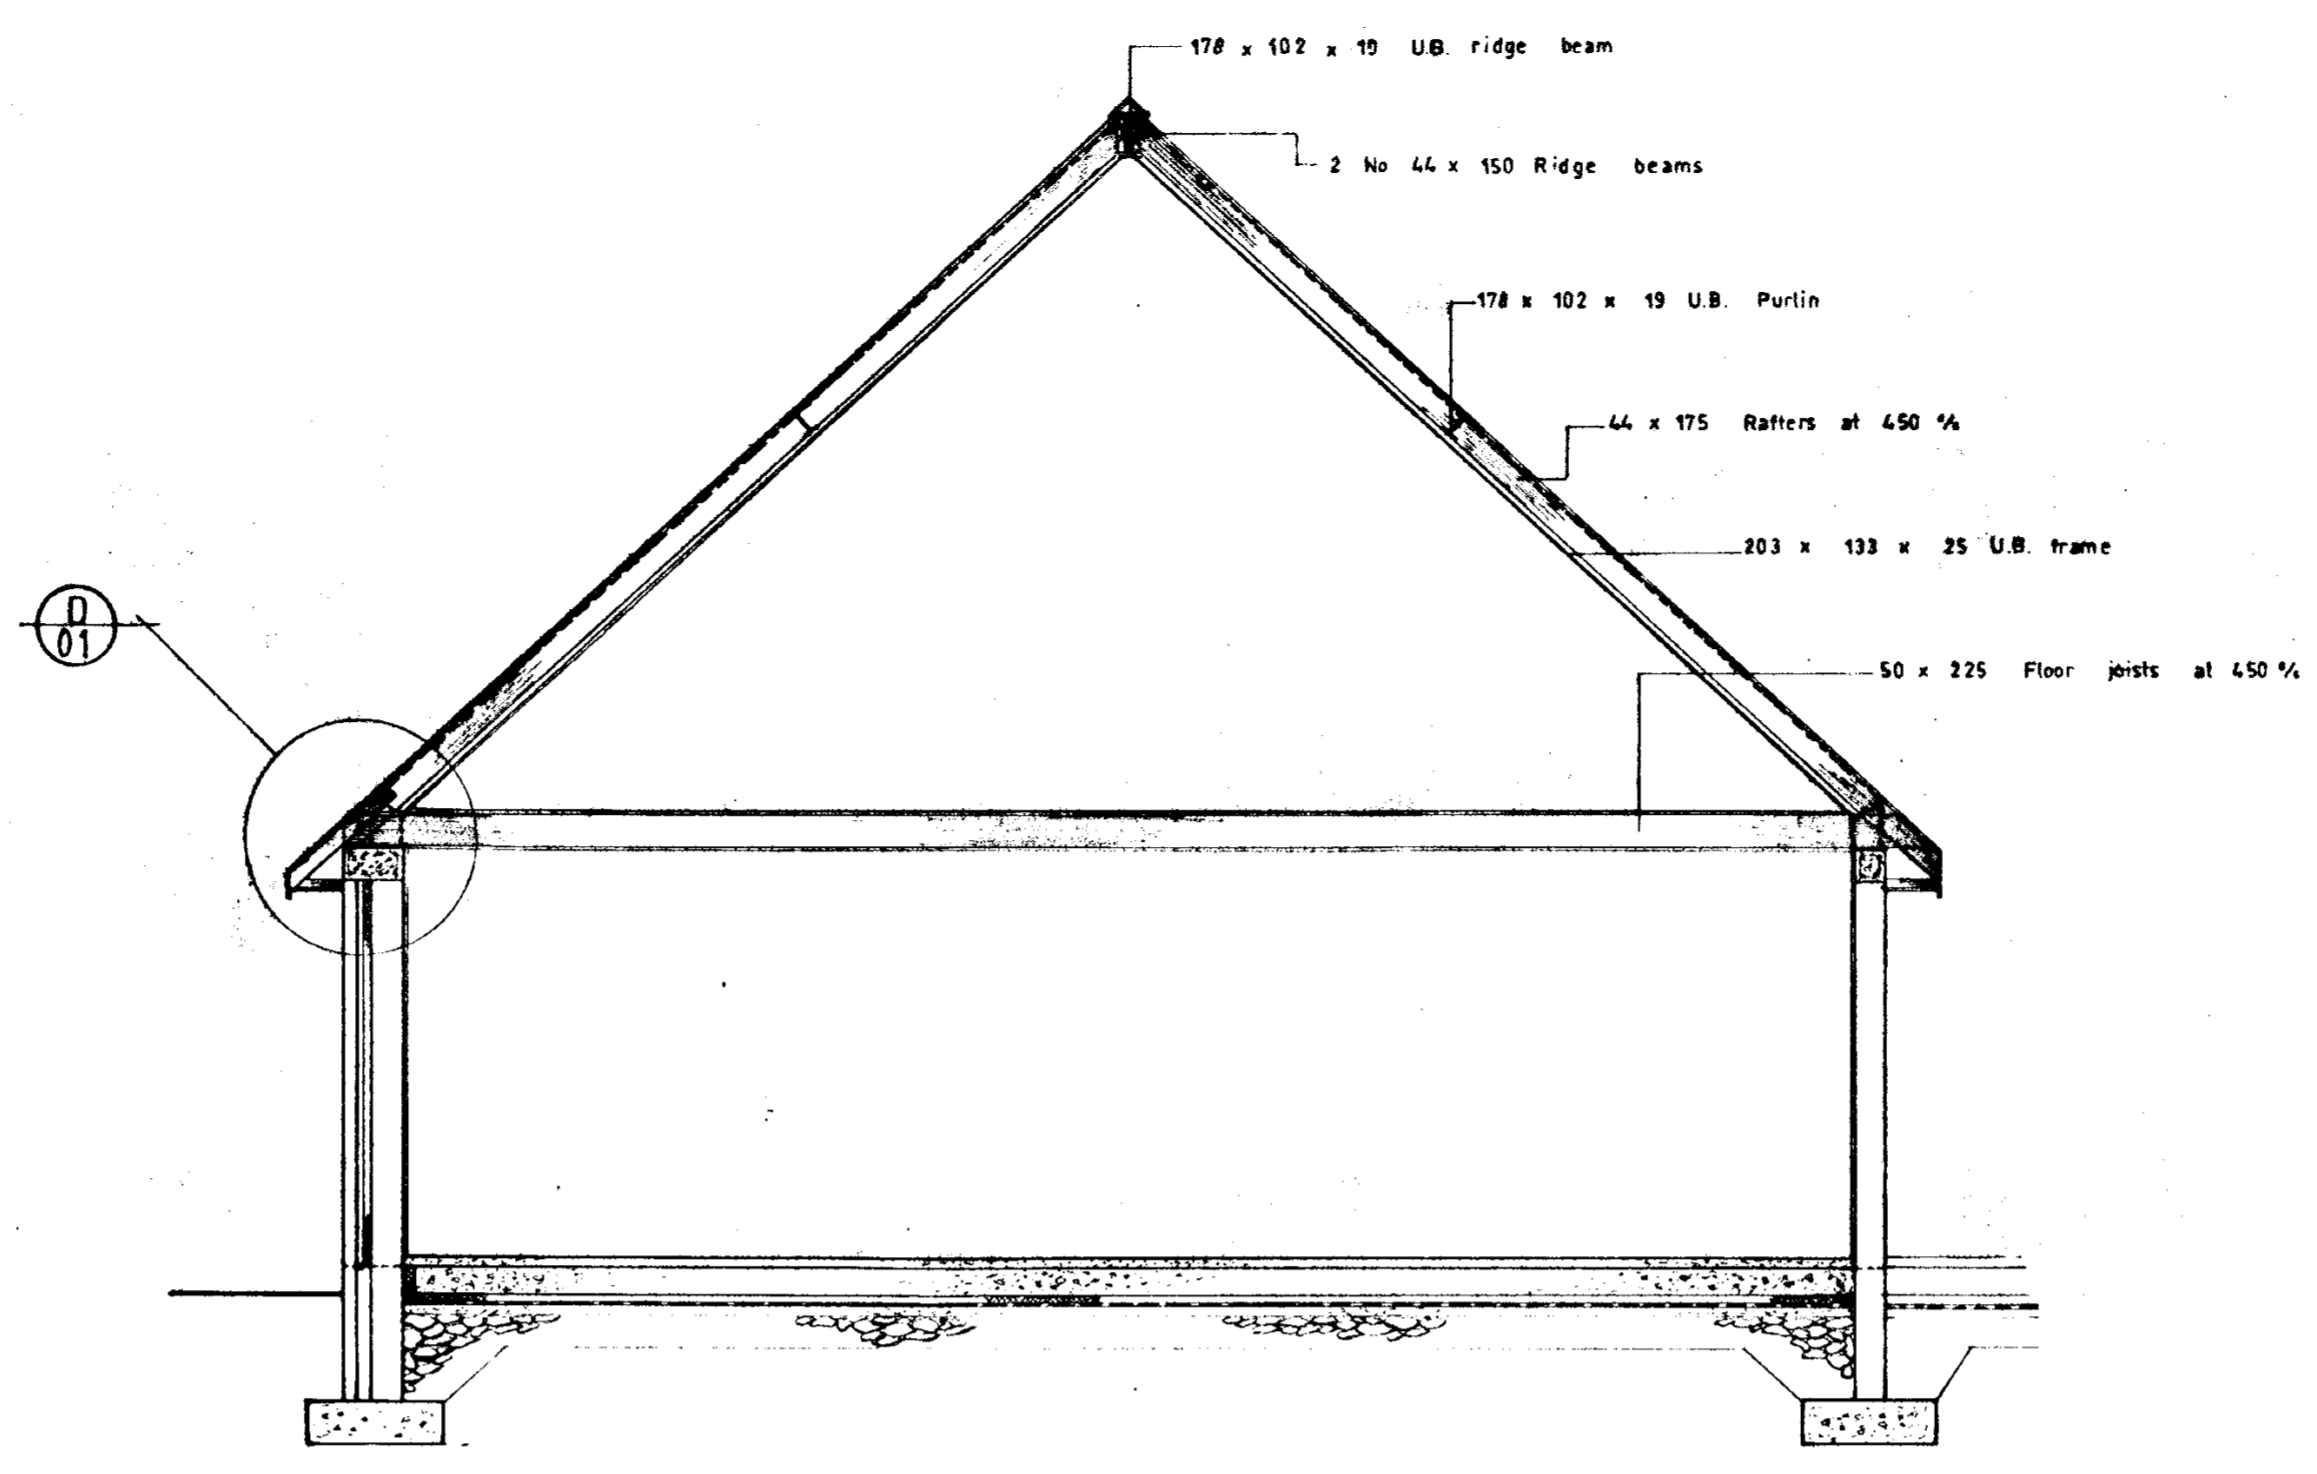 178 x 102 x 19 U.B. ridge beam
2 No 44 x 150 Ridge beams
178 x 102 x 19 U.B. Purlin
44 x 175 Rafters at 450 c/c
203 x 133 x 25 U.B. frame
D
01
50 x 225 Floor joists at 450 c/c